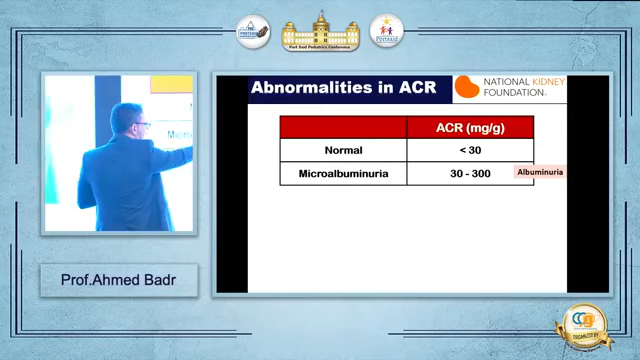 Port Said Pediatrics Conference
Abnormalities in ACR
NATIONAL KIDNEY
FOUNDATION
ACR (mg/g)
Normal
< 30
Microalbuminuria
30 - 300
Albuminuria
Prof.Ahmed Badr